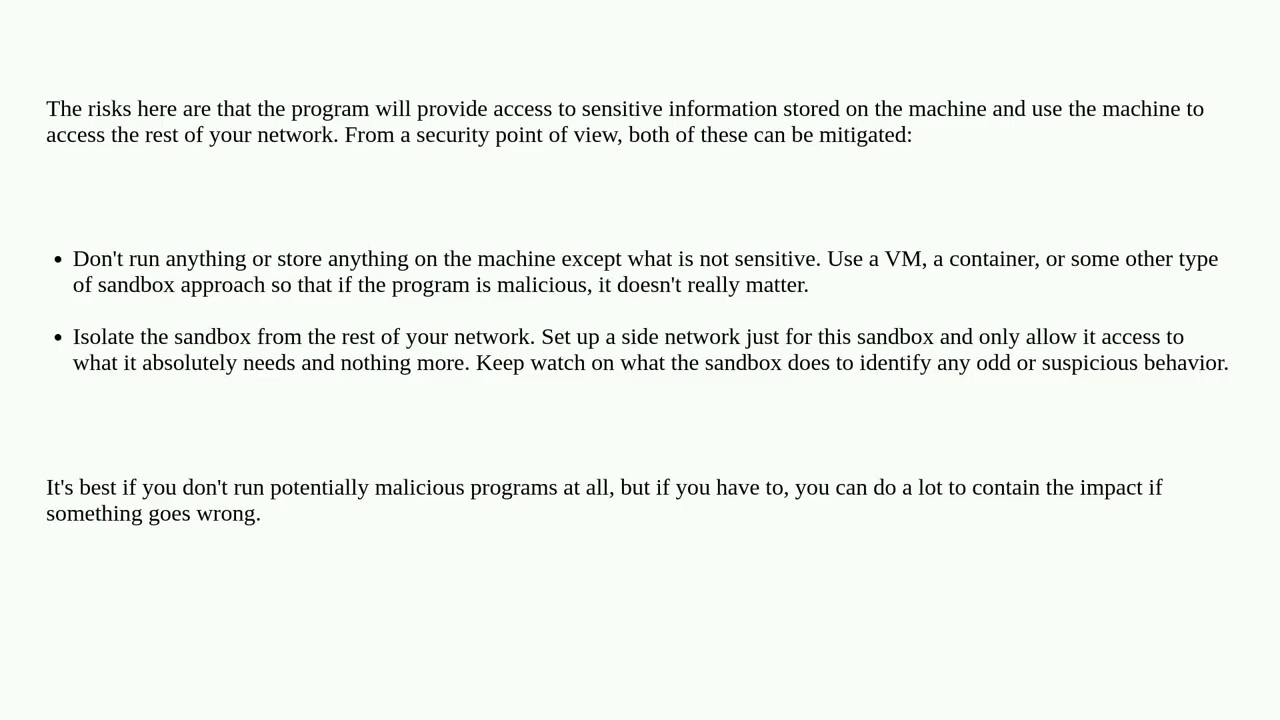 The risks here are that the program will provide access to sensitive information stored on the machine and use the machine to
access the rest of your network. From a security point of view, both of these can be mitigated:
• Don't run anything or store anything on the machine except what is not sensitive. Use a VM, a container, or some other type
of sandbox approach so that if the program is malicious, it doesn't really matter.
• Isolate the sandbox from the rest of your network. Set up a side network just for this sandbox and only allow it access to
what it absolutely needs and nothing more. Keep watch on what the sandbox does to identify any odd or suspicious behavior.
It's best if you don't run potentially malicious programs at all, but if you have to, you can do a lot to contain the impact if
something goes wrong.